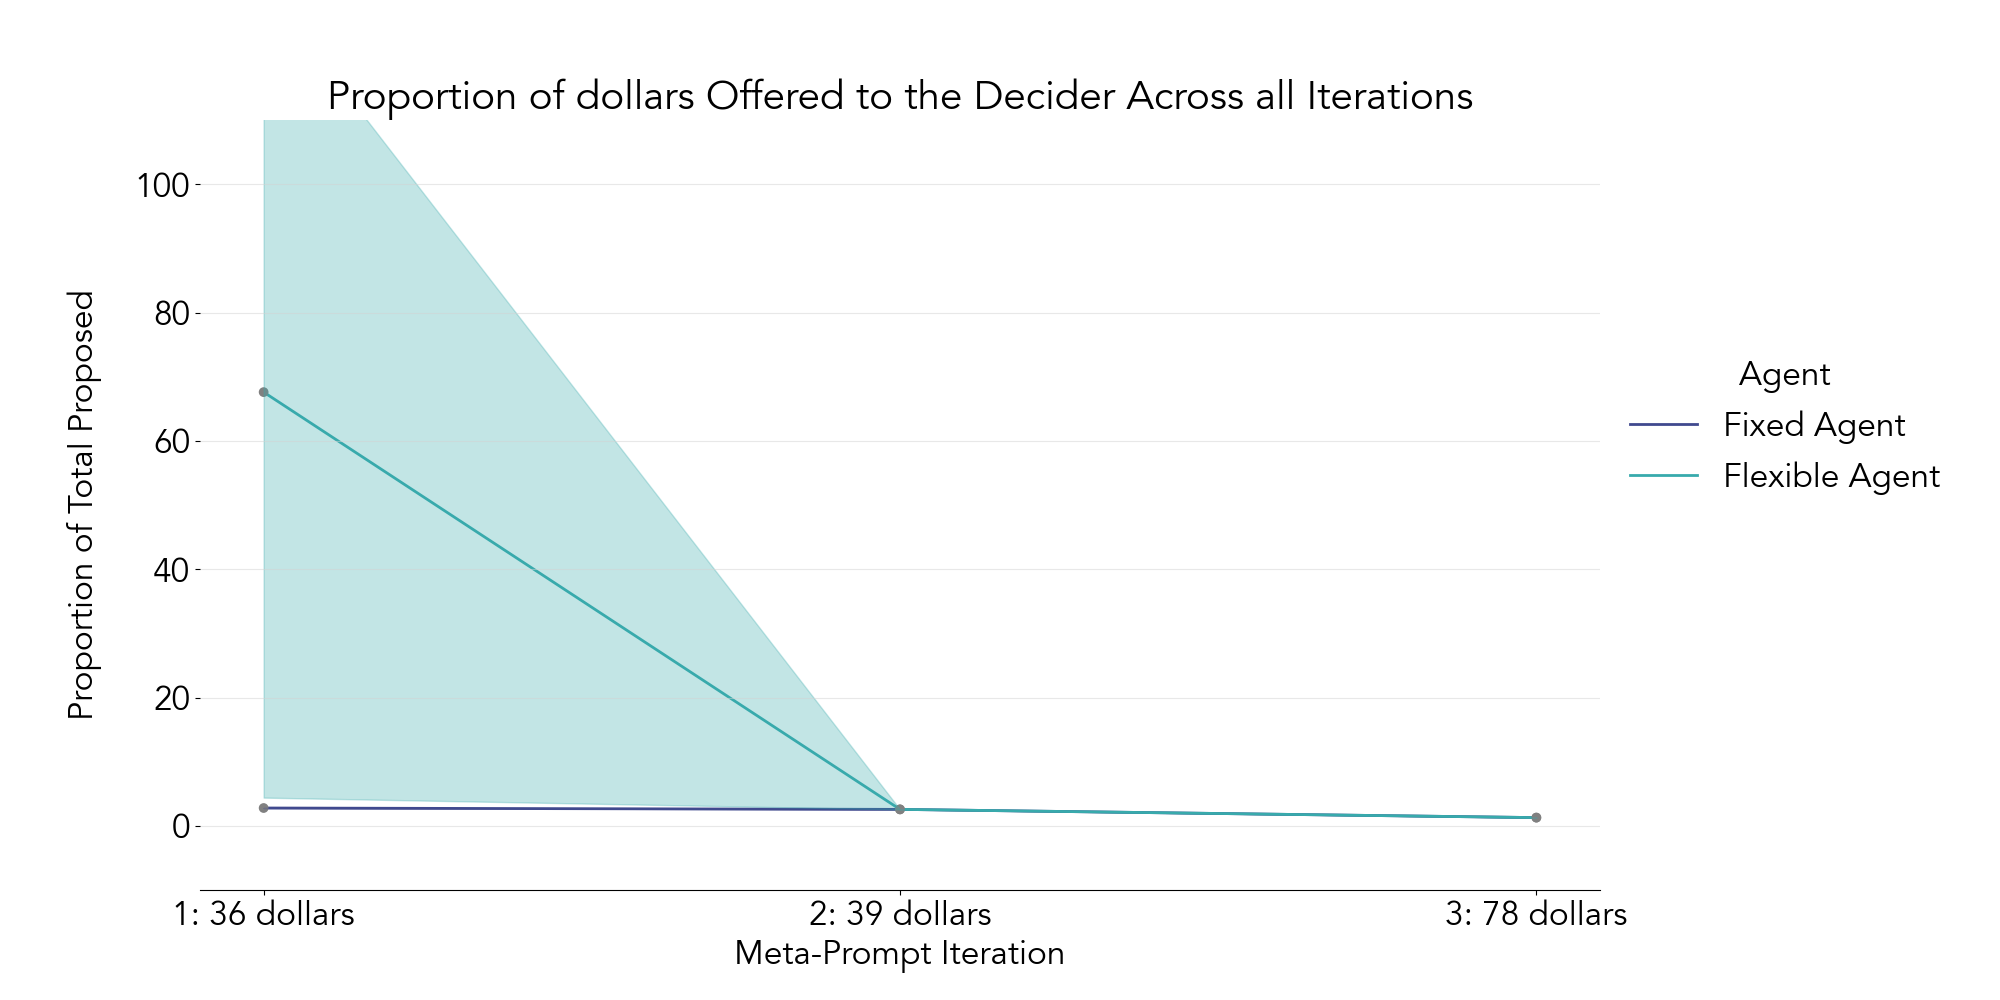 Proportion of dollars Offered to the Decider Across all Iterations
Proportion of Total Proposed
100
80
60
40
20
0
1: 36 dollars
2: 39 dollars
3: 78 dollars
Meta-Prompt Iteration
Agent
Fixed Agent
Flexible Agent